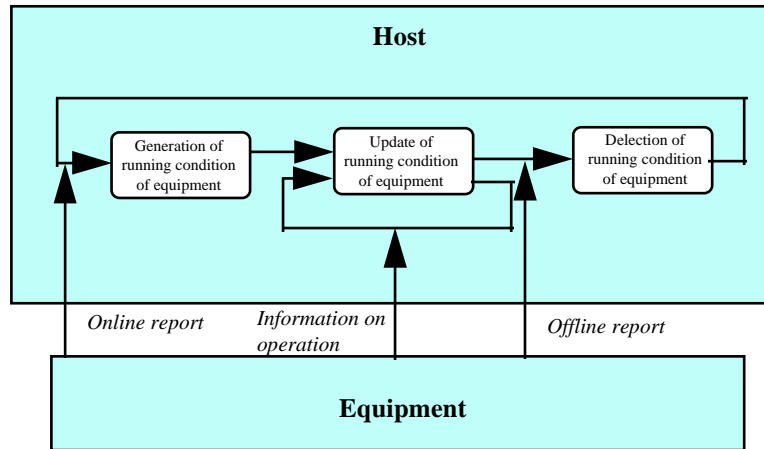 Host
Generation of
running condition
of equipment
Update of
running condition
of equipment
Delection of
running condition
of equipment
Online report
Information on
operation
Offline report
Equipment